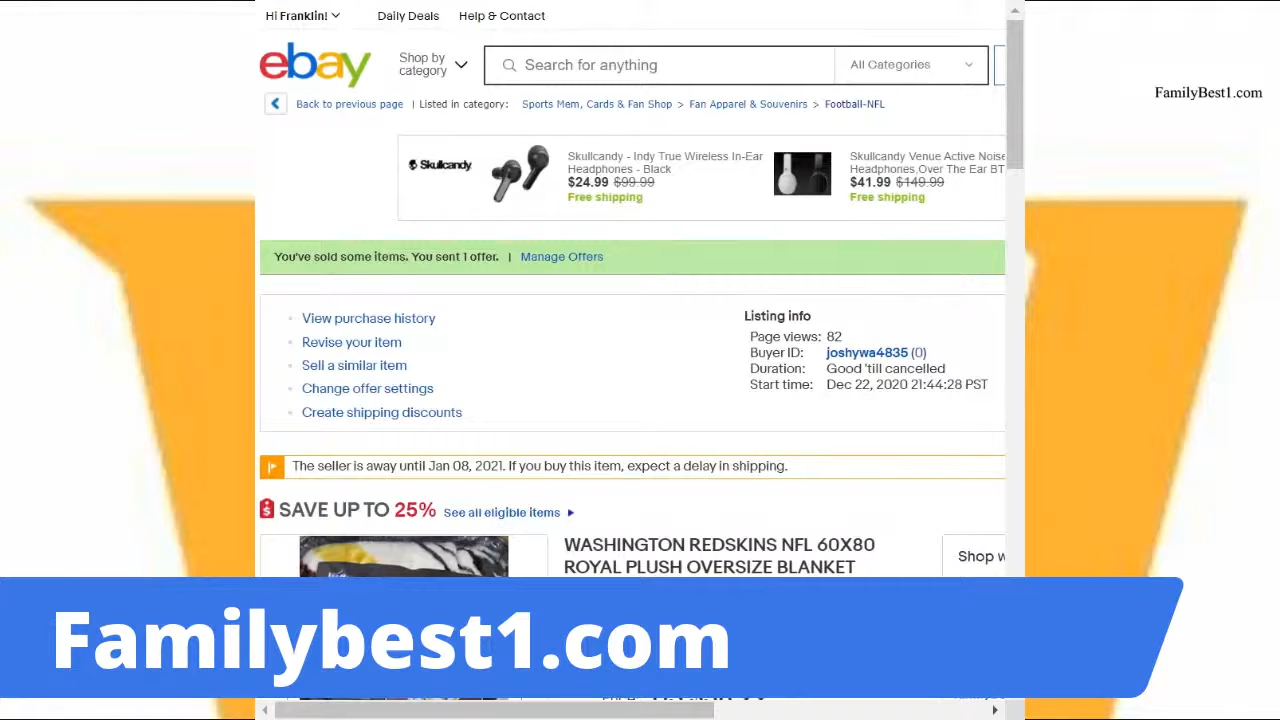 Hi Franklin!
Daily Deals
Help & Contact
ebay
Shop by
category
Search for anything
All Categories
FamilyBest1.com
Back to previous page | Listed in category: Sports Mem, Cards & Fan Shop > Fan Apparel & Souvenirs > Football-NFL
Skullcandy
Skullcandy - Indy True Wireless In-Ear
Headphones - Black
$24.99 $99.99
Free shipping
Skullcandy Venue Active Noise
Headphones,Over The Ear BT
$41.99 $149.99
Free shipping
You've sold some items. You sent 1 offer. | Manage Offers
View purchase history
Revise your item
Sell a similar item
Change offer settings
Create shipping discounts
Listing info
Page views: 82
Buyer ID: joshywa4835 (0)
Duration: Good 'till cancelled
Start time: Dec 22, 2020 21:44:28 PST
The seller is away until Jan 08, 2021. If you buy this item, expect a delay in shipping.
SAVE UP TO 25% See all eligible items
WASHINGTON REDSKINS NFL 60X80
ROYAL PLUSH OVERSIZE BLANKET
Shop w
Familybest1.com